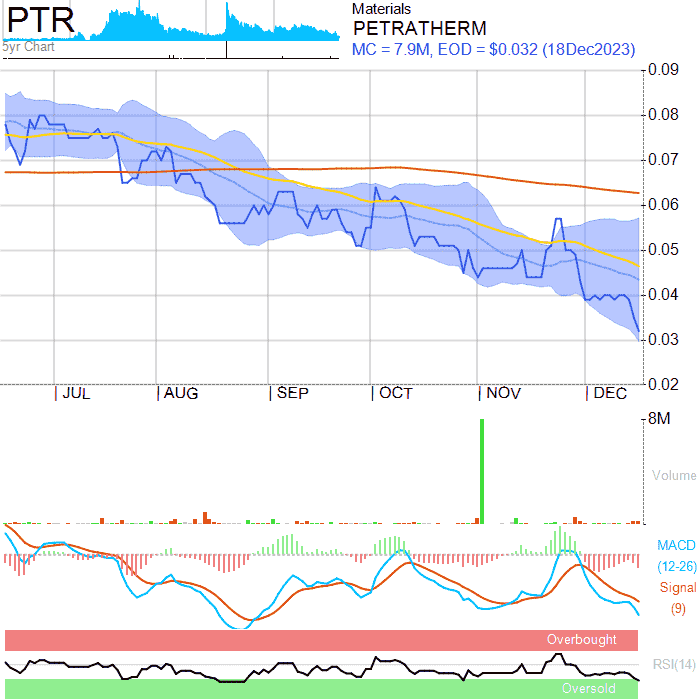 PTR
5yr Chart
Materials
PETRATHERM
MC = 7.9M, EOD = $0.032 (18Dec2023)
0.09
0.08
0.07
0.06
0.05
0.04
0.03
0.02
JUL AUG SEP OCT NOV DEC
8M
Volume
MACD
(12-26)
Signal
(9)
Overbought
RSI(14)
Oversold